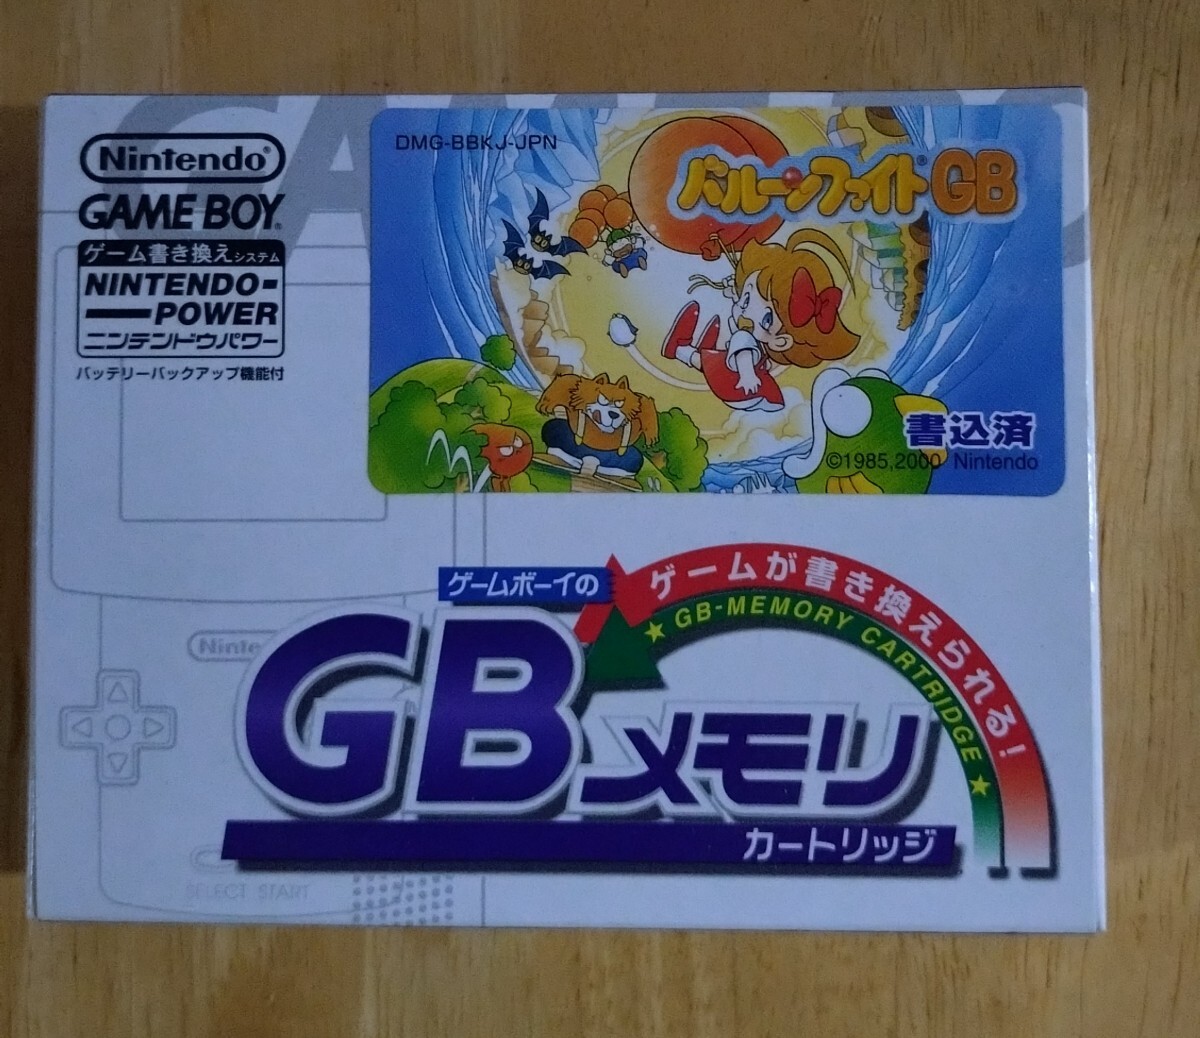 Nintendo®
GAME BOY®
ゲーム書き換えシステム
NINTENDO-
POWER
ニンテンドウパワー
バッテリーバックアップ機能付
DMG-BBKJ-JPN
バルーンファイト®GB
書込済
©1985,2000 Nintendo
ゲームボーイの
ゲームが書き換えられる!
★GB-MEMORY CARTRIDGE★
GBメモリ
カートリッジ
SELECT START